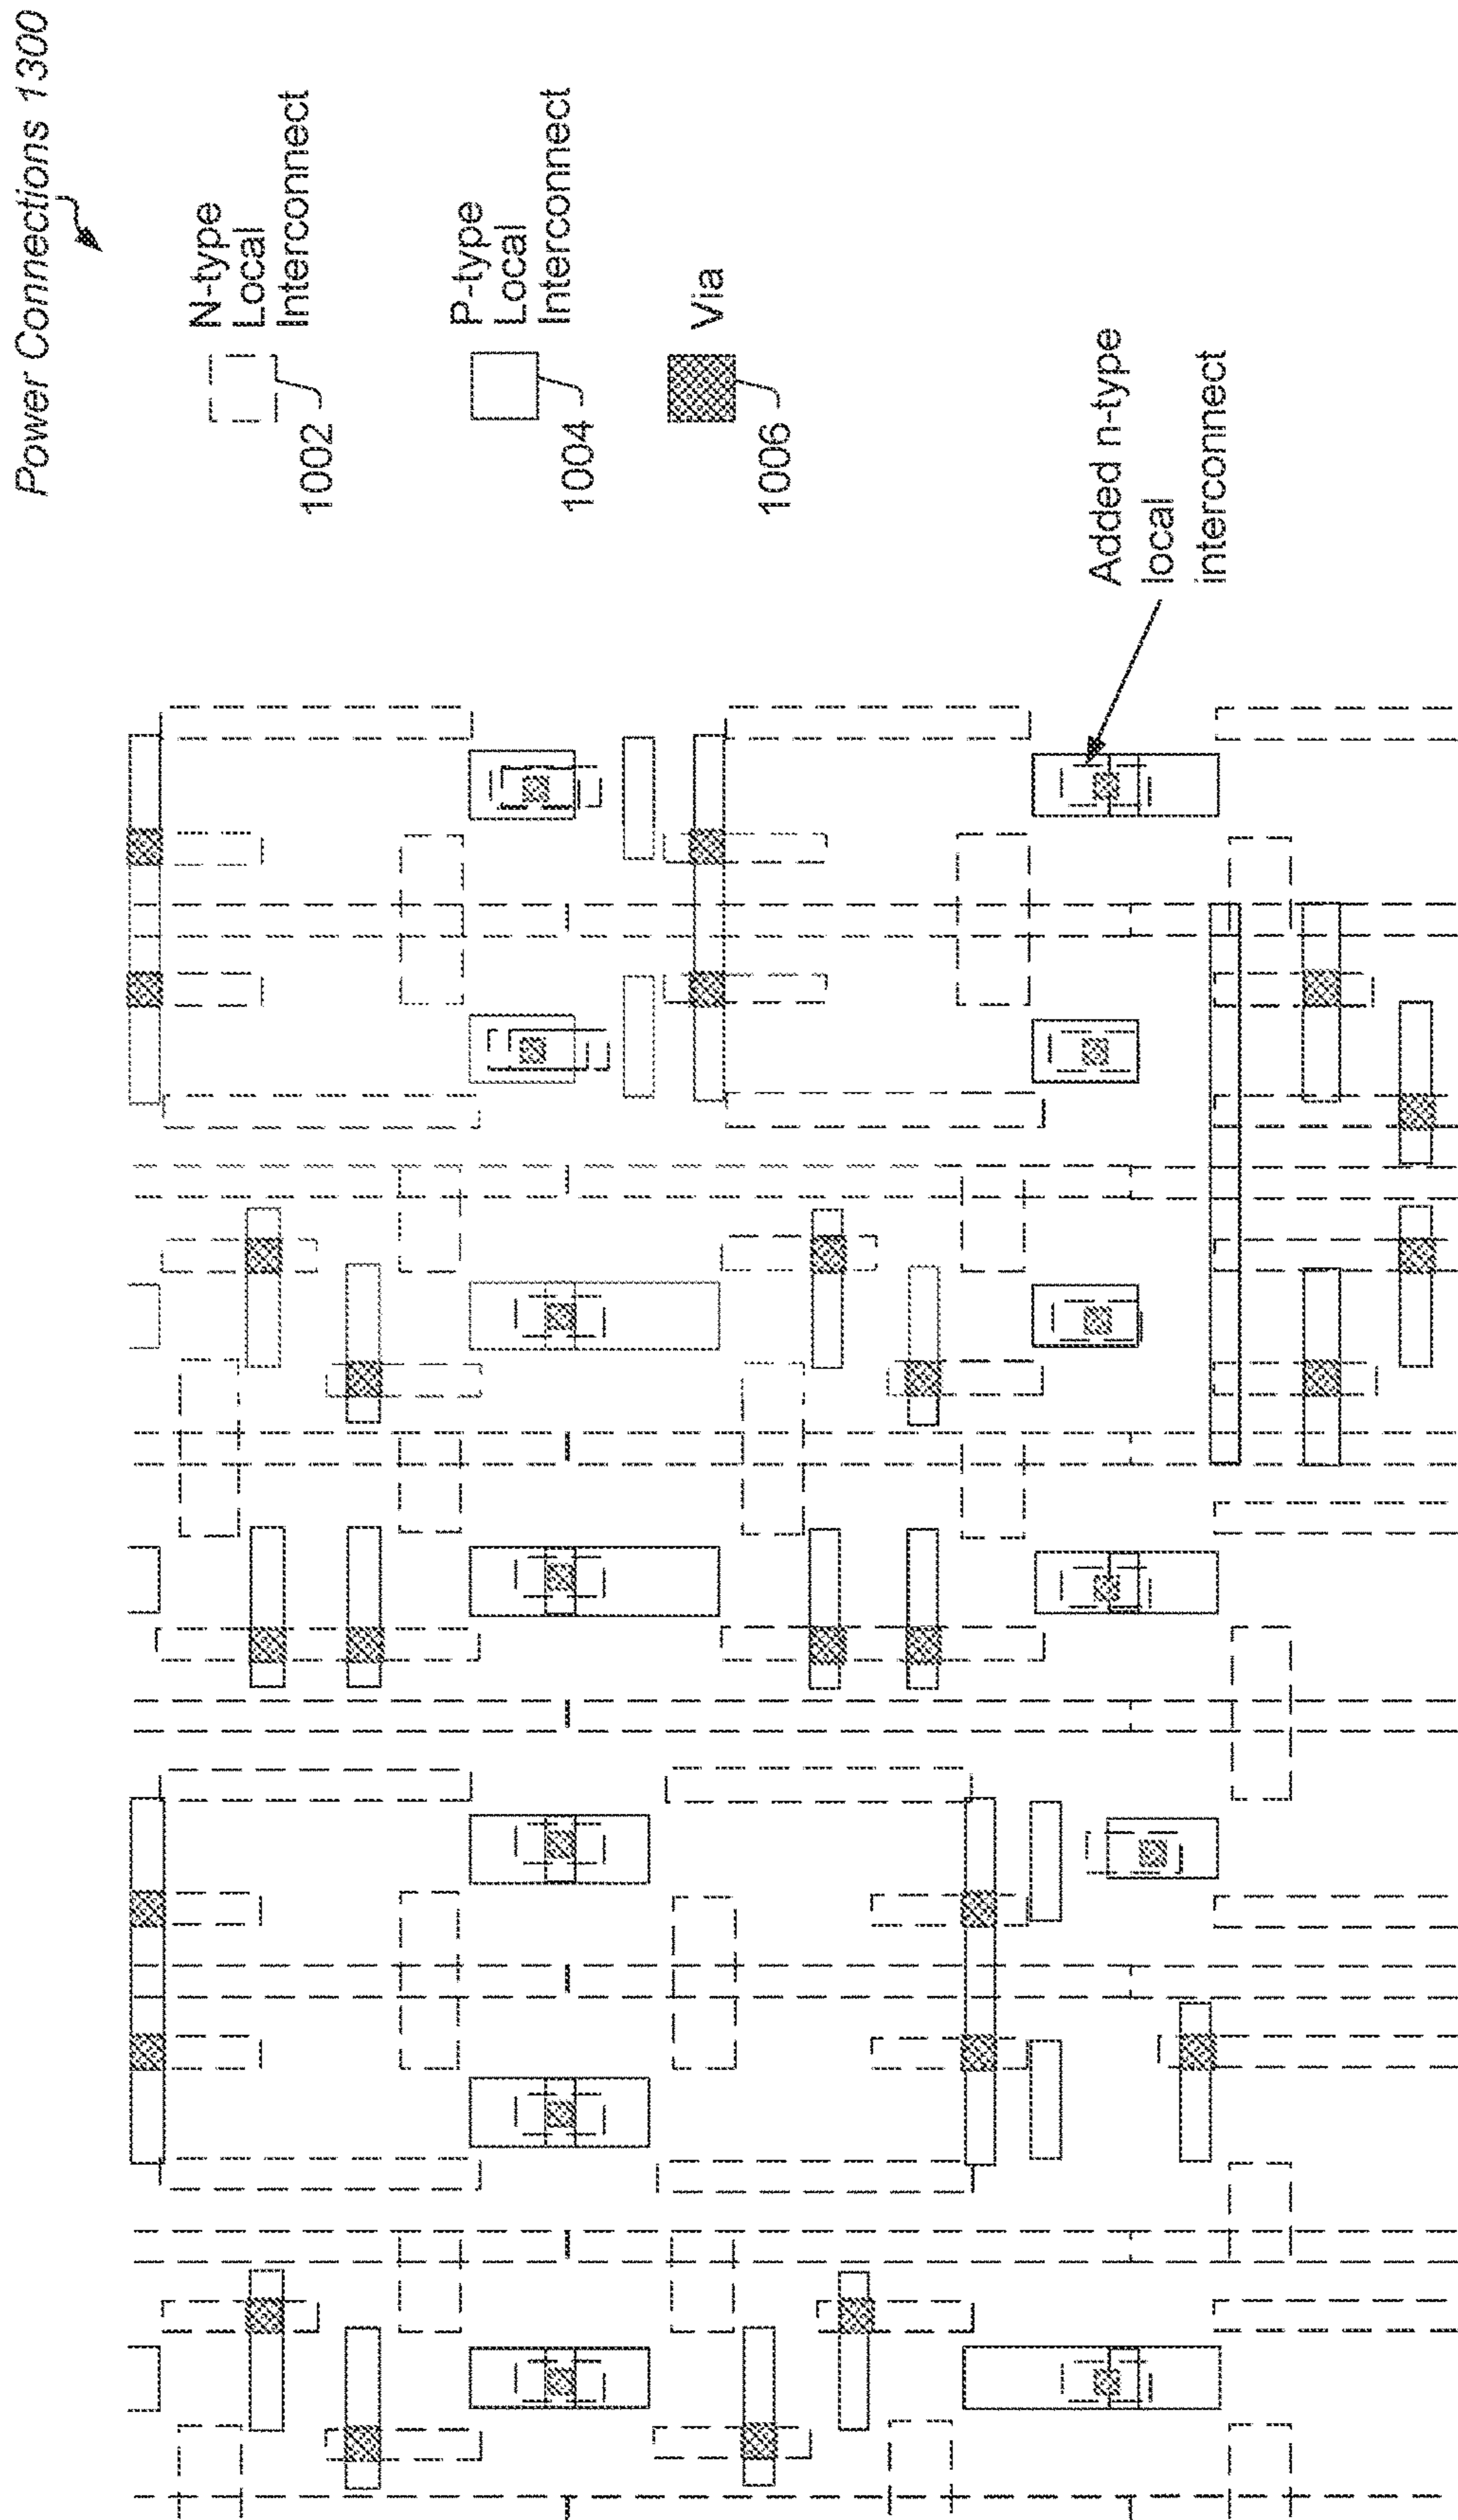 Power Connections 1300
N-type
Local
Interconnect
1002
P-type
Local
Interconnect
1004
Via
1006
Added n-type
local
interconnect